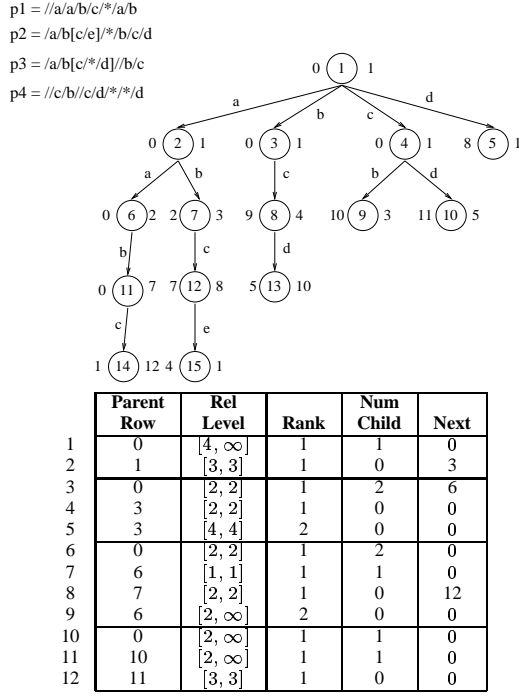 p1 = //a/a/b/c/*/a/b
p2 = /a/b[c/e]/*/b/c/d
p3 = /a/b[c/*/d]//b/c
p4 = //c/b//c/d/*/*/d
0 1 1
a b c d
0 2 1 0 3 1 0 4 1 8 5 1
a b c b d
0 6 2 2 7 3 9 8 4 10 9 3 11 10 5
b c d
0 11 7 7 12 8 5 13 10
c e
1 14 12 4 15 1
Parent Row Rel Level Rank Num Child Next
1 0 [4, ∞] 1 1 0
2 1 [3, 3] 1 0 3
3 0 [2, 2] 1 2 6
4 3 [2, 2] 1 0 0
5 3 [4, 4] 2 0 0
6 0 [2, 2] 1 2 0
7 6 [1, 1] 1 1 0
8 7 [2, 2] 1 0 12
9 6 [2, ∞] 2 0 0
10 0 [2, ∞] 1 1 0
11 10 [2, ∞] 1 1 0
12 11 [3, 3] 1 0 0